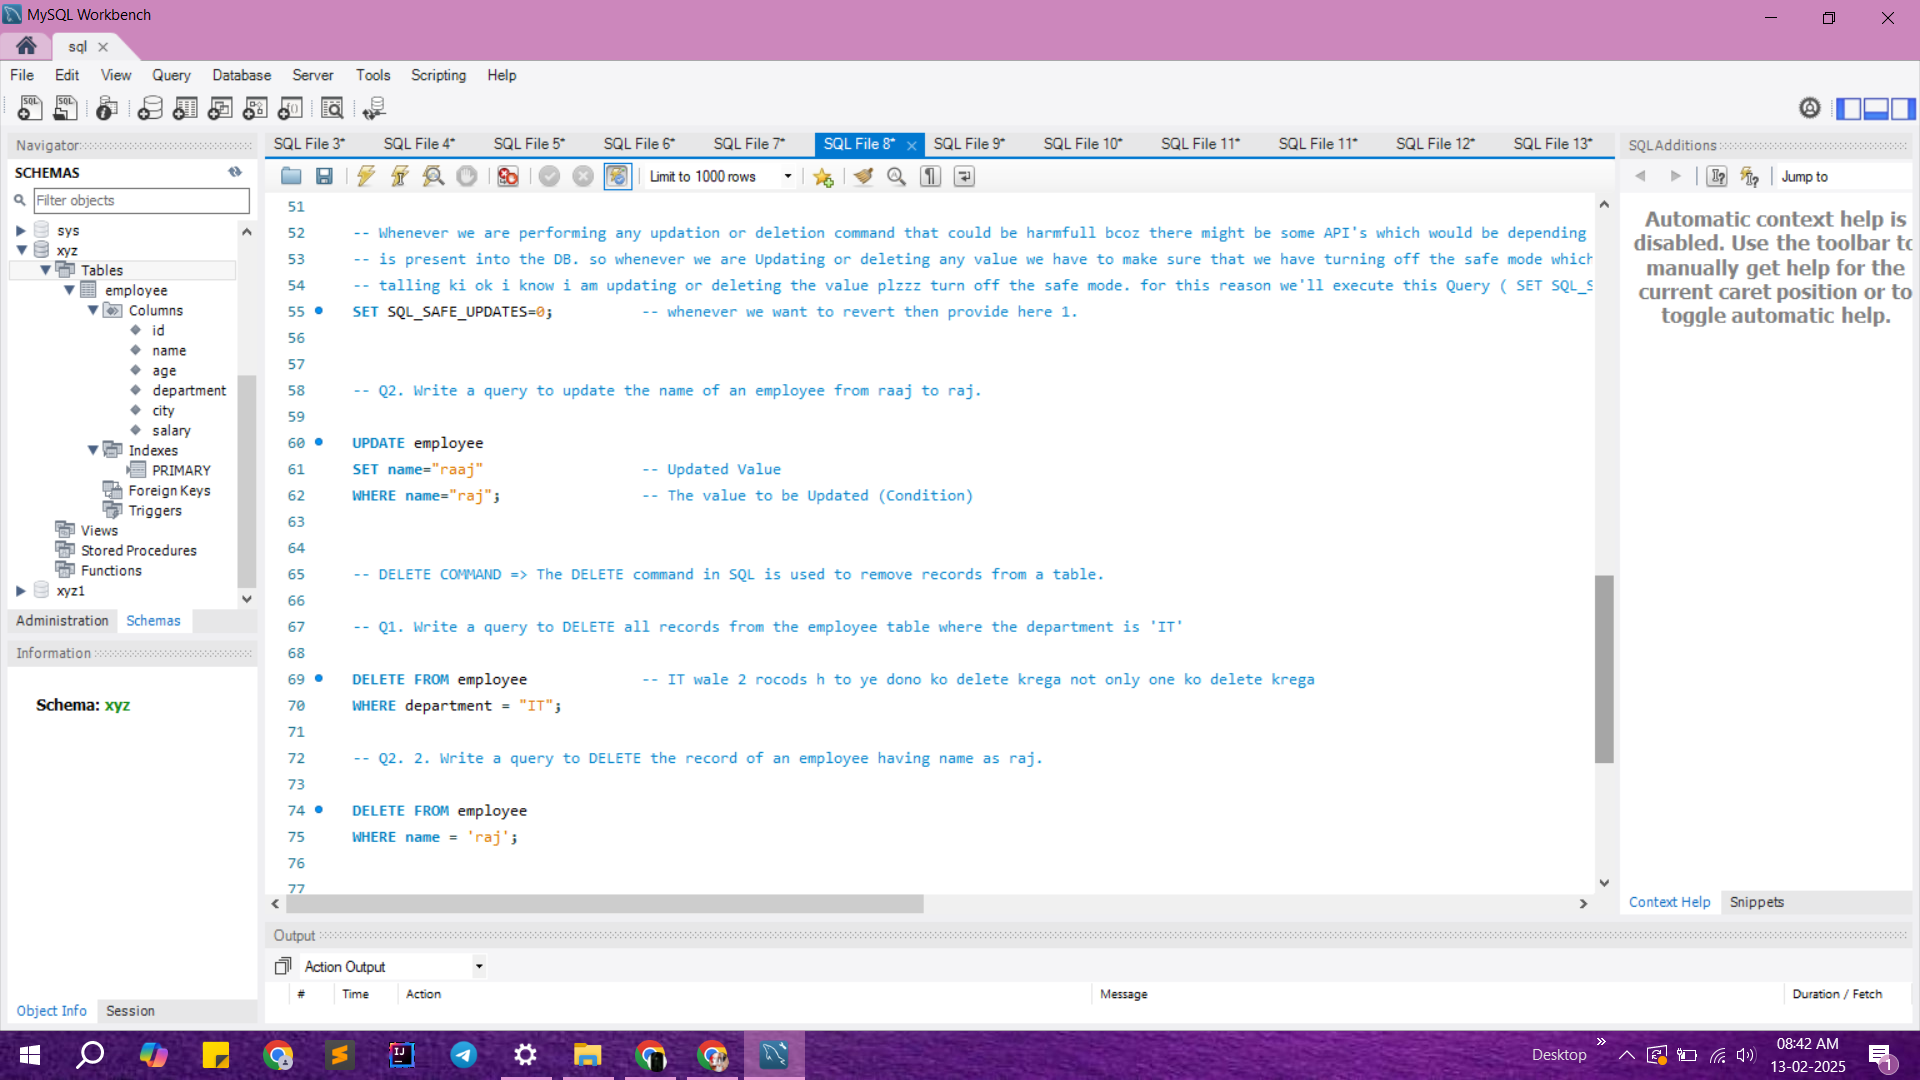 MySQL Workbench
sql
File Edit View Query Database Server Tools Scripting Help
Navigator
SCHEMAS
Filter objects
sys
xyz
Tables
employee
Columns
id
name
age
department
city
salary
Indexes
PRIMARY
Foreign Keys
Triggers
Views
Stored Procedures
Functions
xyz1
Administration Schemas
Information
Schema: xyz
Object Info Session
SQL File 3* SQL File 4* SQL File 5* SQL File 6* SQL File 7* SQL File 8* SQL File 9* SQL File 10* SQL File 11* SQL File 11* SQL File 12* SQL File 13*
Limit to 1000 rows
51
52 -- Whenever we are performing any updation or deletion command that could be harmfull bcoz there might be some API's which would be depending
53 -- is present into the DB. so whenever we are Updating or deleting any value we have to make sure that we have turning off the safe mode which
54 -- talling ki ok i know i am updating or deleting the value plzzz turn off the safe mode. for this reason we'll execute this Query ( SET SQL_S
55 SET SQL_SAFE_UPDATES=0; -- whenever we want to revert then provide here 1.
56
57
58 -- Q2. Write a query to update the name of an employee from raaj to raj.
59
60 UPDATE employee
61 SET name="raaj" -- Updated Value
62 WHERE name="raj"; -- The value to be Updated (Condition)
63
64
65 -- DELETE COMMAND => The DELETE command in SQL is used to remove records from a table.
66
67 -- Q1. Write a query to DELETE all records from the employee table where the department is 'IT'
68
69 DELETE FROM employee -- IT wale 2 rocods h to ye dono ko delete krega not only one ko delete krega
70 WHERE department = "IT";
71
72 -- Q2. 2. Write a query to DELETE the record of an employee having name as raj.
73
74 DELETE FROM employee
75 WHERE name = 'raj';
76
77
Output
Action Output
# Time Action Message Duration / Fetch
SQLAdditions
Jump to
Automatic context help is
disabled. Use the toolbar to
manually get help for the
current caret position or to
toggle automatic help.
Context Help Snippets
Desktop
08:42 AM
13-02-2025
1